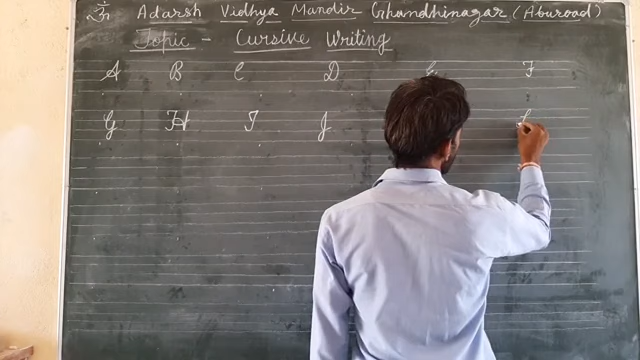 ॐ Adarsh Vidhya Mandir Ghandhinagar (Aburoad)
Topic - Cursive Writing
A B C D E F
G H I J